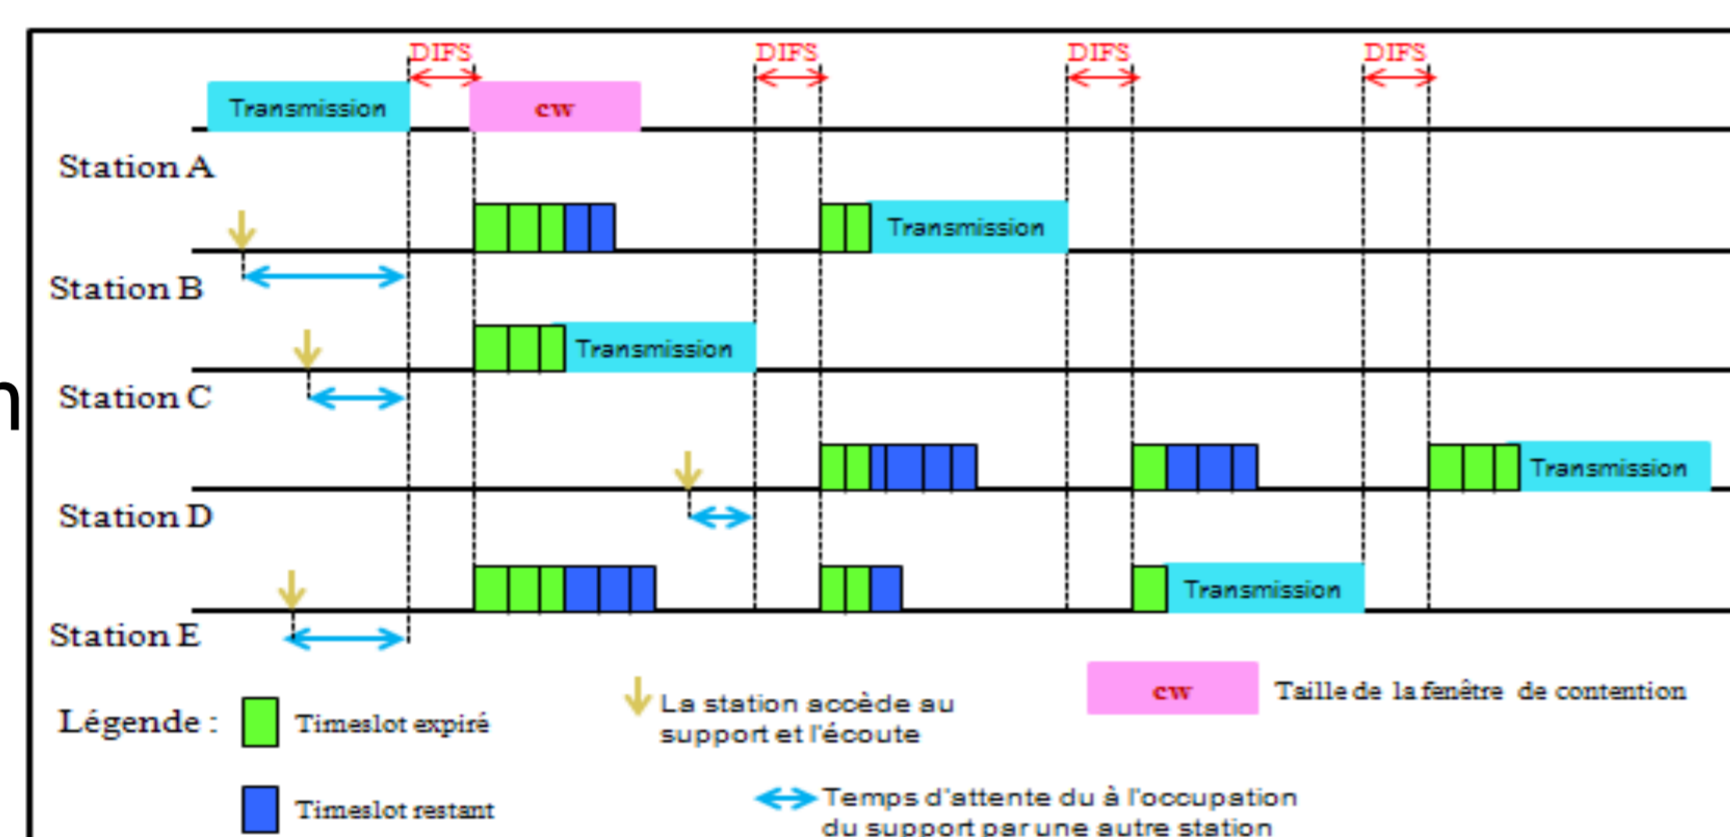 DIFS DIFS DIFS DIFS
Transmission cw
Station A
Transmission
Station B
Transmission
n
Station C
Transmission
Station D
Transmission
Station E
cw Taille de la fenêtre de contention
La station accède au
support et l'écoute
Légende :
Timeslot expiré
Timeslot restant
Temps d'attente du à l'occupation
du support par une autre station